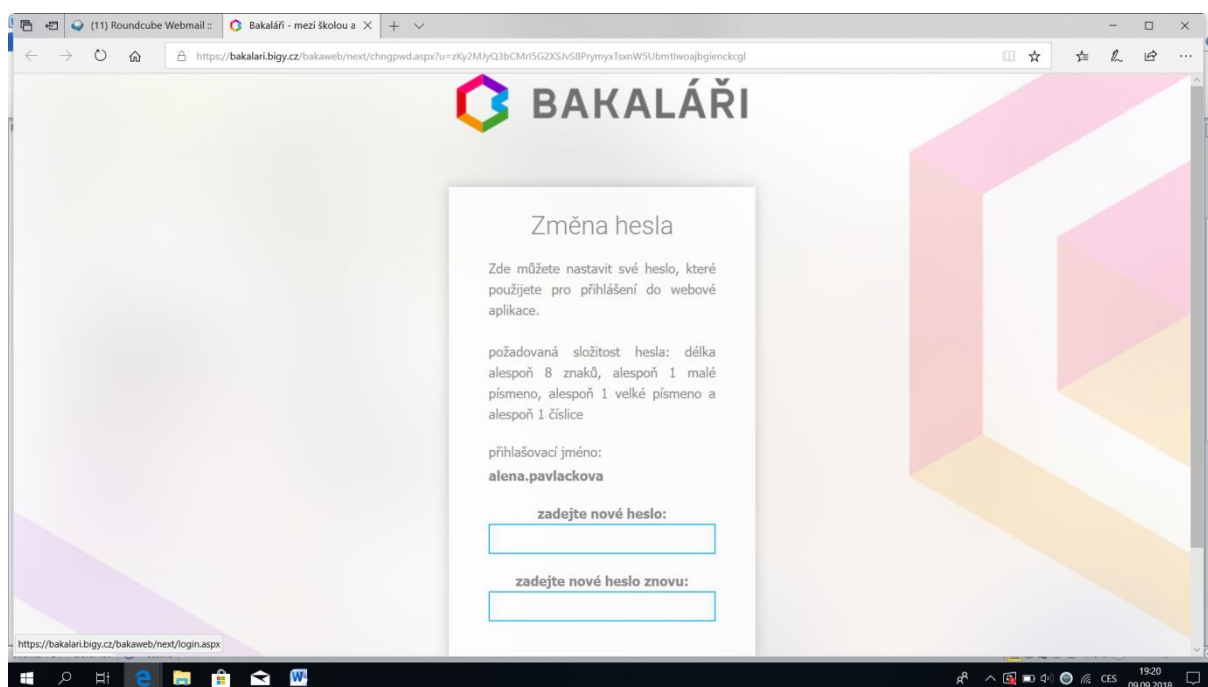 (11) Roundcube Webmail ::
Bakaláři - mezi školou a
https://bakalari.bigy.cz/bakaweb/next/chngpwd.aspx?u=
BAKALÁŘI
Změna hesla
Zde můžete nastavit své heslo, které
použijete pro přihlášení do webové
aplikace.
požadovaná složitost hesla: délka
alespoň 8 znaků, alespoň 1 malé
písmeno, alespoň 1 velké písmeno a
alespoň 1 číslice
přihlašovací jméno:
alena.pavlackova
zadejte nové heslo:
zadejte nové heslo znovu:
https://bakalari.bigy.cz/bakaweb/next/login.aspx
CES
19:20
09.09.2018